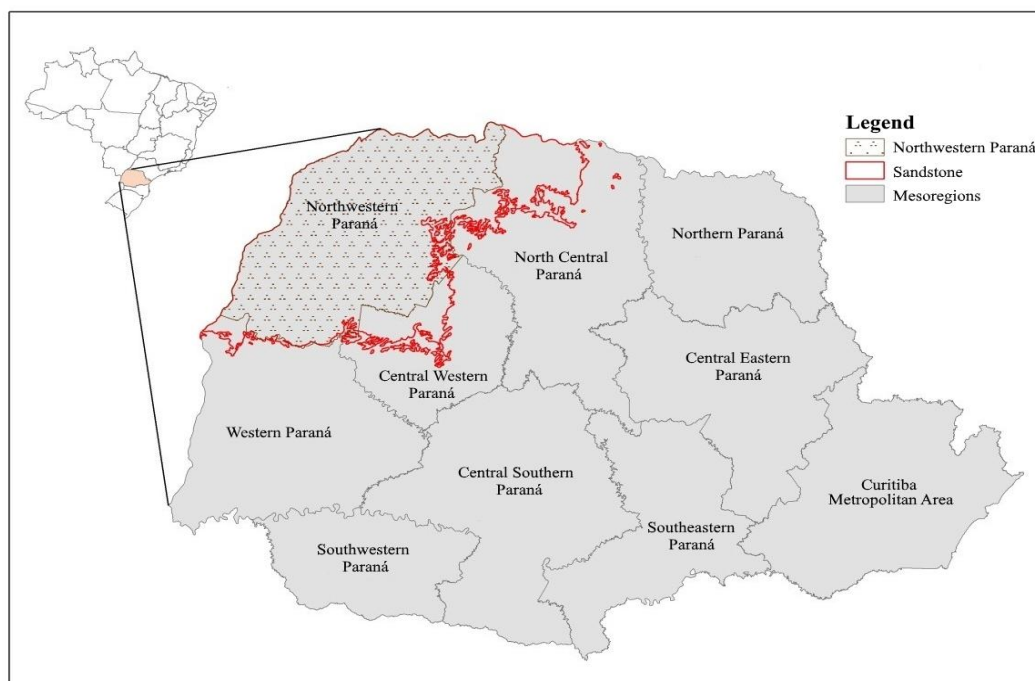 Legend
Northwestern Paraná
Sandstone
Mesoregions
Northwestern
Paraná
North Central
Paraná
Northern Paraná
Central Eastern
Paraná
Central Western
Paraná
Western Paraná
Central Southern
Paraná
Curitiba
Metropolitan Area
Southeastern
Paraná
Southwestern
Paraná